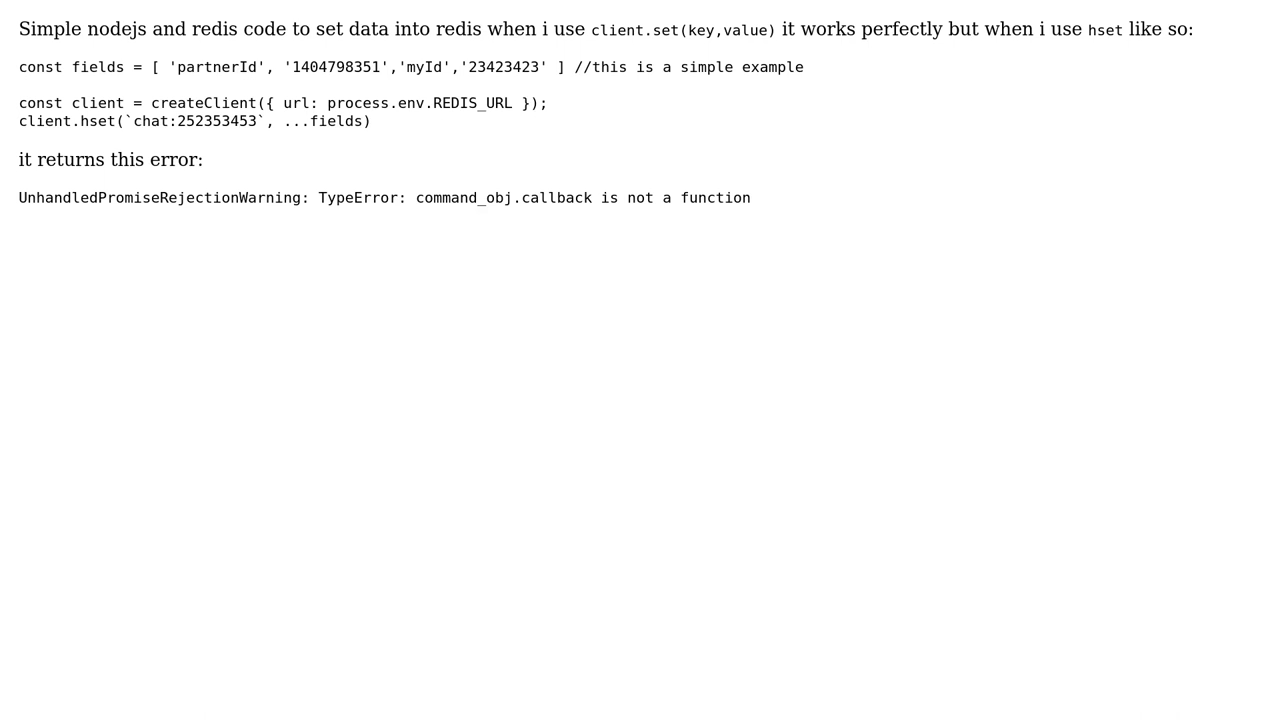 Simple nodejs and redis code to set data into redis when i use client.set(key,value) it works perfectly but when i use hset like so:
const fields = [ 'partnerId', '1404798351','myId','23423423' ] //this is a simple example
const client = createClient({ url: process.env.REDIS_URL });
client.hset(`chat:252353453`, ...fields)
it returns this error:
UnhandledPromiseRejectionWarning: TypeError: command_obj.callback is not a function